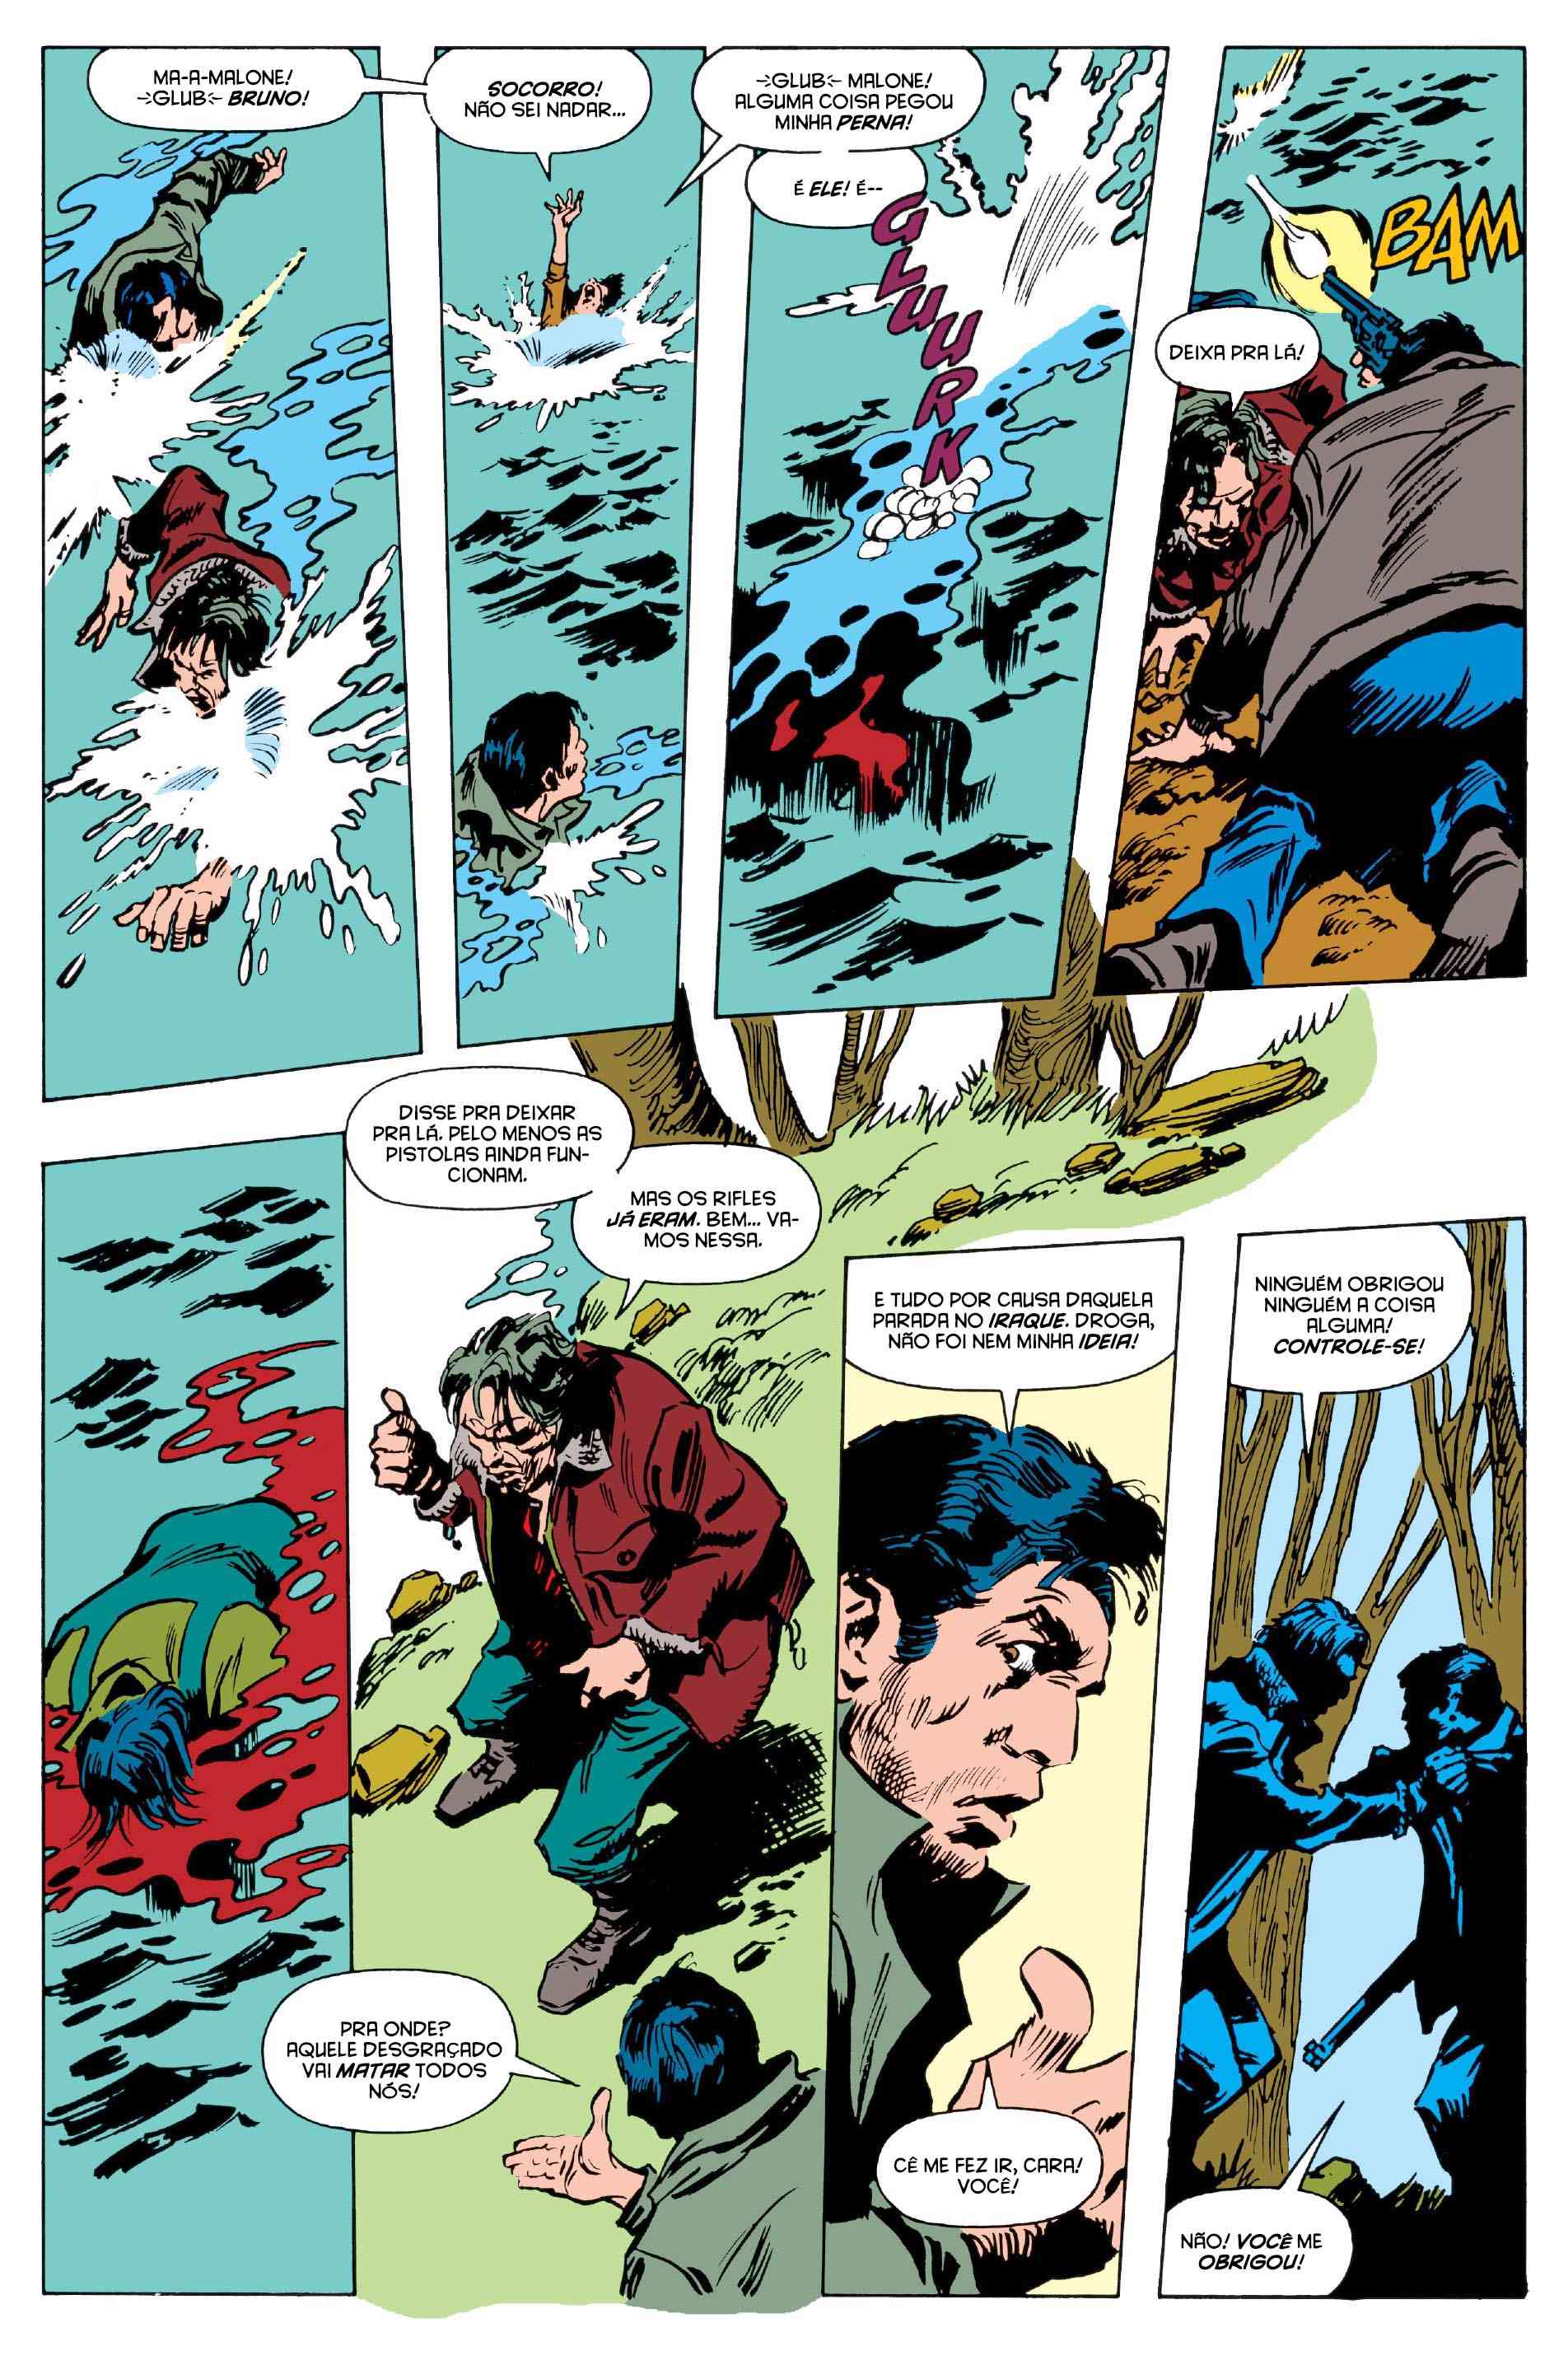 MA-A-MALONE!
-›GLUB‹- BRUNO!
SOCORRO!
NÃO SEI NADAR...
-›GLUB‹- MALONE!
ALGUMA COISA PEGOU
MINHA PERNA!
É ELE! É--
GLUURK
BAM
DEIXA PRA LÁ!
DISSE PRA DEIXAR
PRA LÁ. PELO MENOS AS
PISTOLAS AINDA FUN-
CIONAM.
MAS OS RIFLES
JÁ ERAM. BEM... VA-
MOS NESSA.
PRA ONDE?
AQUELE DESGRAÇADO
VAI MATAR TODOS
NÓS!
E TUDO POR CAUSA DAQUELA
PARADA NO IRAQUE. DROGA,
NÃO FOI NEM MINHA IDEIA!
CÊ ME FEZ IR, CARA!
VOCÊ!
NINGUÉM OBRIGOU
NINGUÉM A COISA
ALGUMA!
CONTROLE-SE!
NÃO! VOCÊ ME
OBRIGOU!